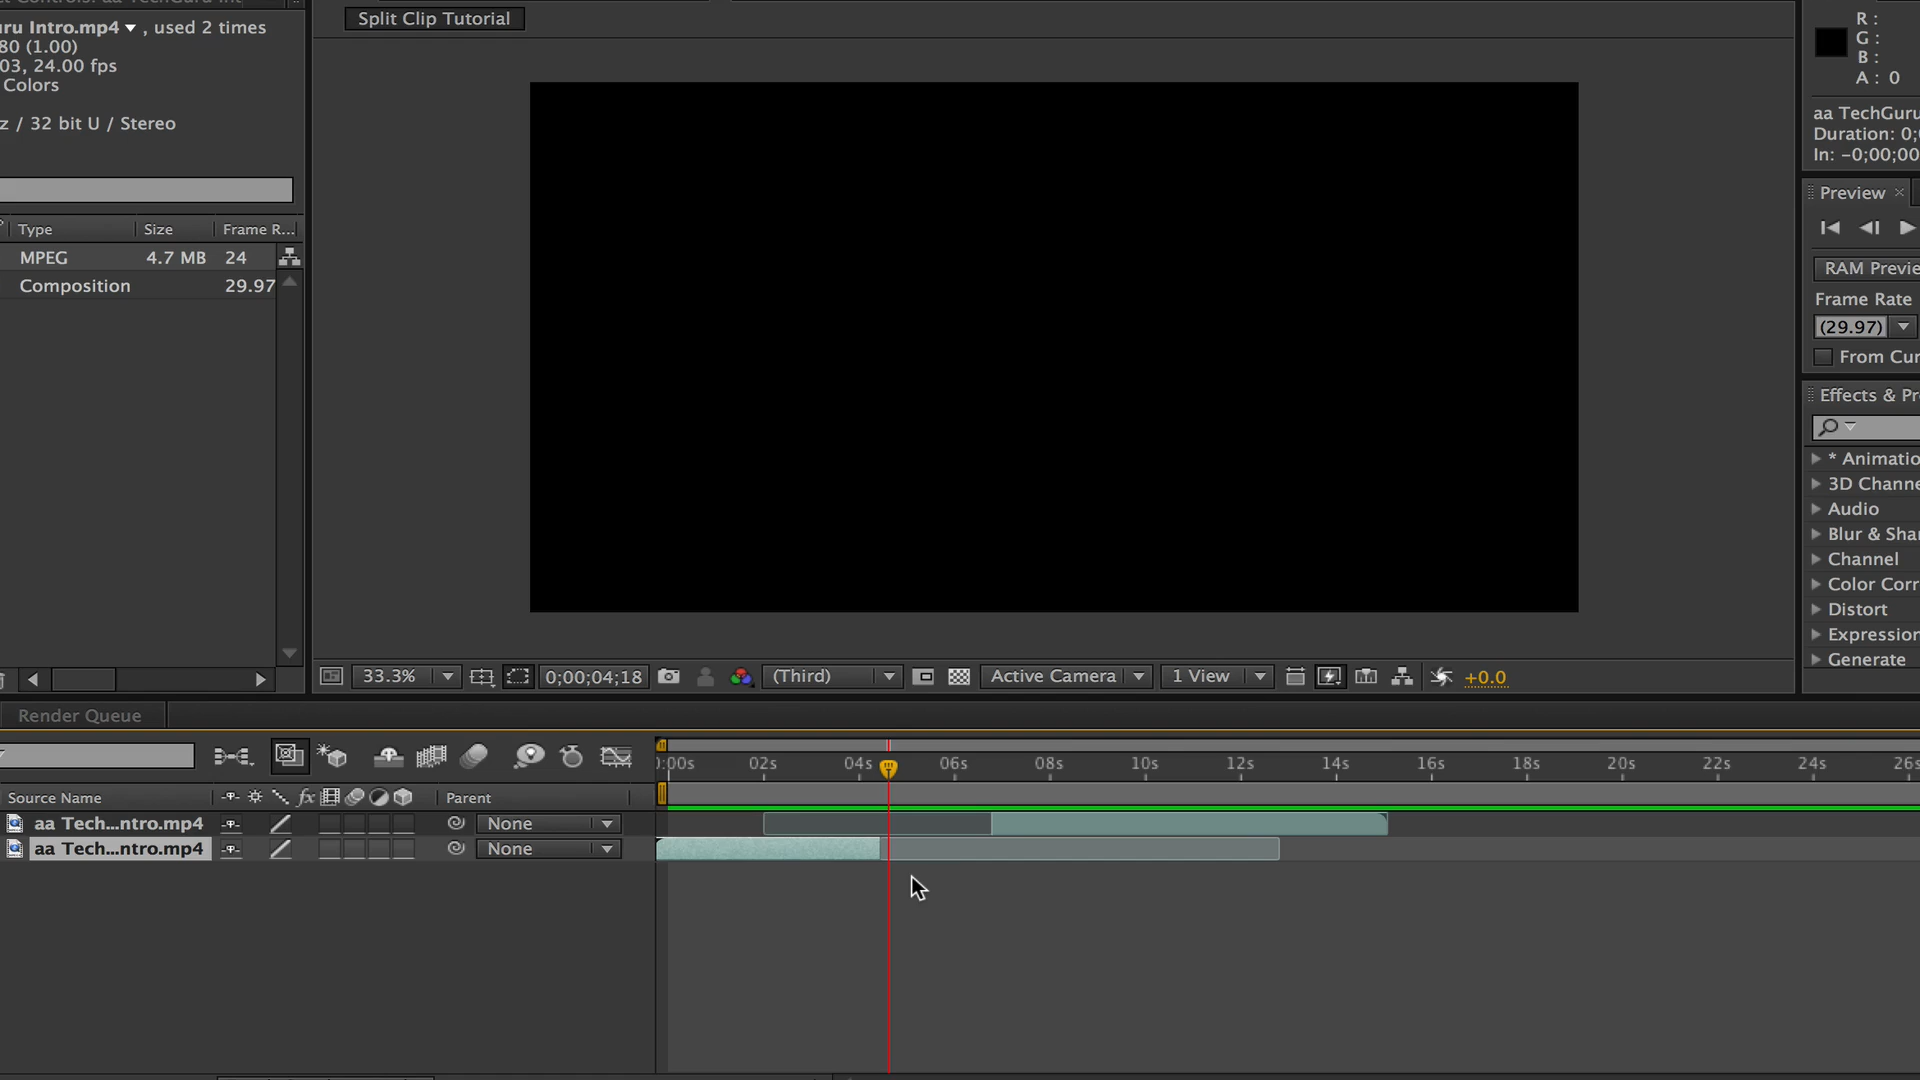 Split Clip Tutorial
ru Intro.mp4 , used 2 times
80 (1.00)
03, 24.00 fps
Colors
z / 32 bit U / Stereo
Type Size Frame R...
MPEG 4.7 MB 24
Composition 29.97
R :
G :
B :
A : 0
aa TechGuru
Duration: 0;
In: -0;00;00
Preview
RAM Previe
Frame Rate
(29.97)
From Cur
Effects & Pr
* Animatio
3D Channe
Audio
Blur & Sha
Channel
Color Corr
Distort
Expression
Generate
33.3% 0;00;04;18 (Third) Active Camera 1 View +0.0
Render Queue
:00s 02s 04s 06s 08s 10s 12s 14s 16s 18s 20s 22s 24s 26s
Source Name fx Parent
aa Tech...ntro.mp4 None
aa Tech...ntro.mp4 None